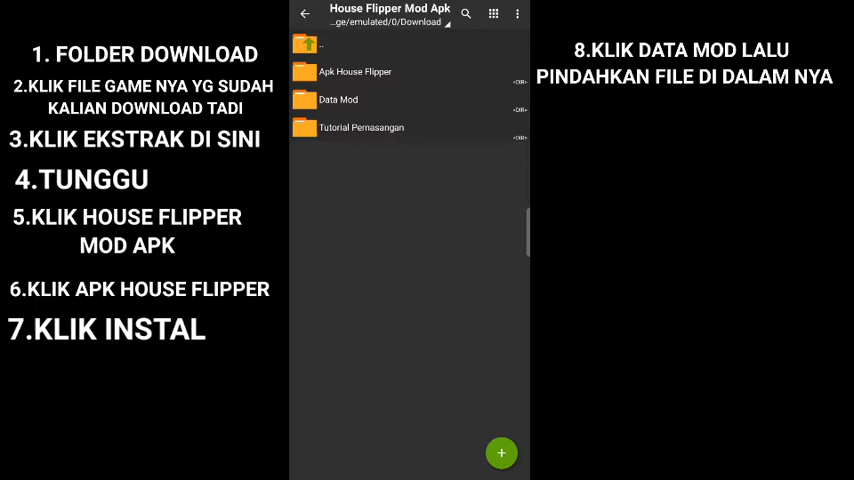 1. FOLDER DOWNLOAD
2.KLIK FILE GAME NYA YG SUDAH
KALIAN DOWNLOAD TADI
3.KLIK EKSTRAK DI SINI
4.TUNGGU
5.KLIK HOUSE FLIPPER
MOD APK
6.KLIK APK HOUSE FLIPPER
7.KLIK INSTAL
House Flipper Mod Apk
..ge/emulated/0/Download
..
Apk House Flipper
<DIR>
Data Mod
<DIR>
Tutorial Pemasangan
<DIR>
8.KLIK DATA MOD LALU
PINDAHKAN FILE DI DALAM NYA